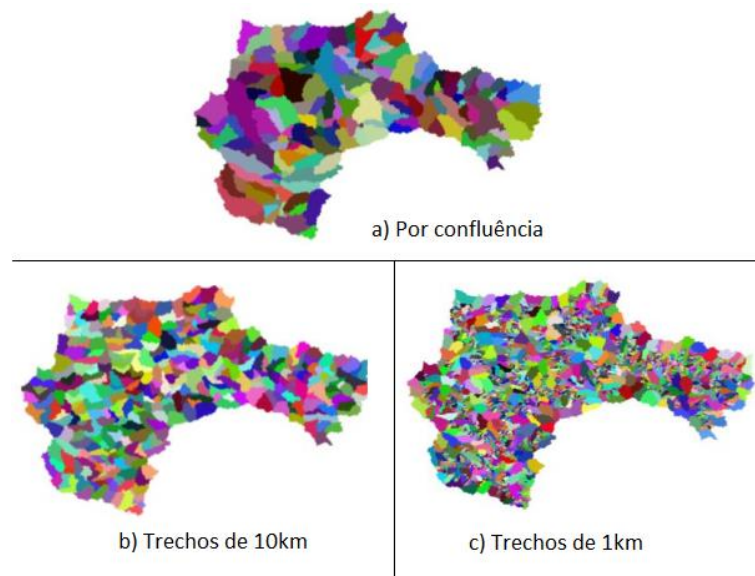 a) Por confluência
b) Trechos de 10km
c) Trechos de 1km